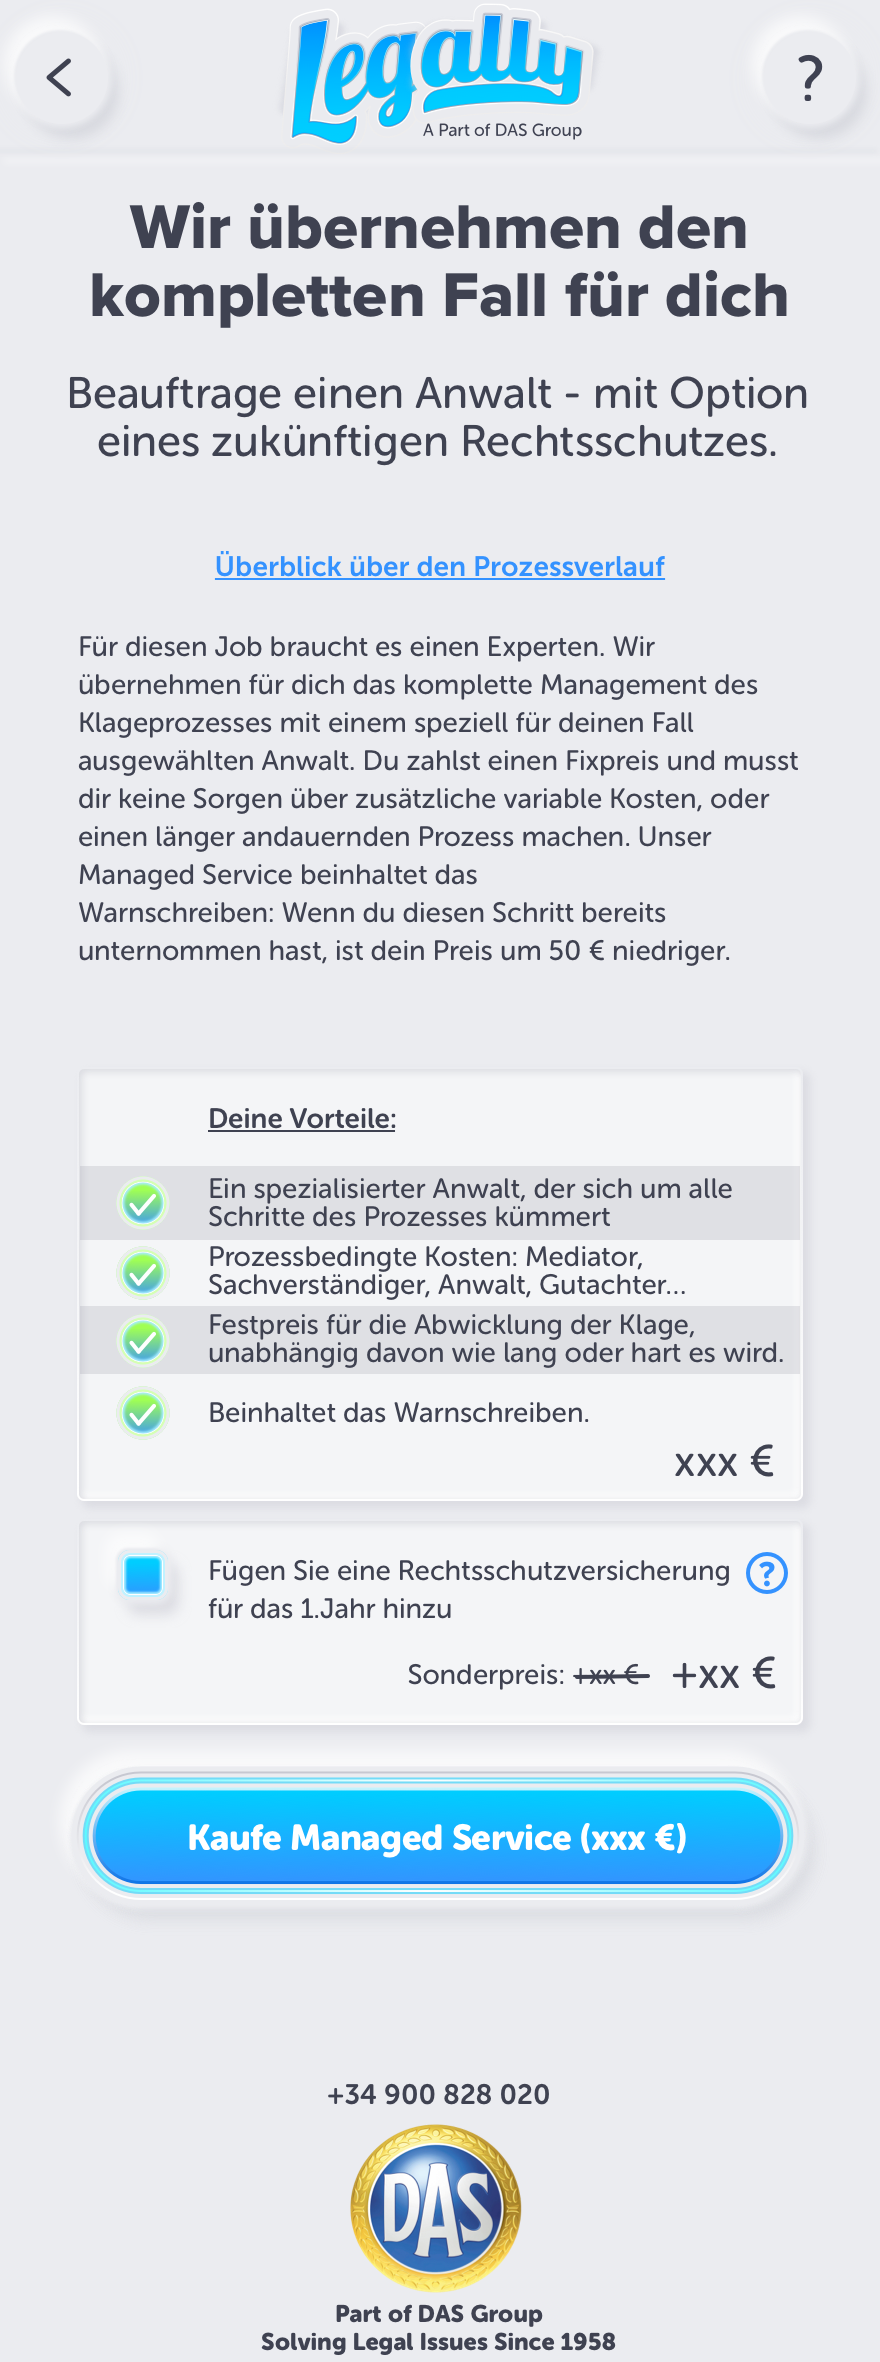 Legally
A Part of DAS Group
?
Wir übernehmen den
kompletten Fall für dich
Beauftrage einen Anwalt - mit Option
eines zukünftigen Rechtsschutzes.
Überblick über den Prozessverlauf
Für diesen Job braucht es einen Experten. Wir
übernehmen für dich das komplette Management des
Klageprozesses mit einem speziell für deinen Fall
ausgewählten Anwalt. Du zahlst einen Fixpreis und musst
dir keine Sorgen über zusätzliche variable Kosten, oder
einen länger andauernden Prozess machen. Unser
Managed Service beinhaltet das
Warnschreiben: Wenn du diesen Schritt bereits
unternommen hast, ist dein Preis um 50 € niedriger.
Deine Vorteile:
Ein spezialisierter Anwalt, der sich um alle
Schritte des Prozesses kümmert
Prozessbedingte Kosten: Mediator,
Sachverständiger, Anwalt, Gutachter...
Festpreis für die Abwicklung der Klage,
unabhängig davon wie lang oder hart es wird.
Beinhaltet das Warnschreiben.
xxx €
Fügen Sie eine Rechtsschutzversicherung ?
für das 1.Jahr hinzu
Sonderpreis: +xx € +xx €
Kaufe Managed Service (xxx €)
+34 900 828 020
DAS
Part of DAS Group
Solving Legal Issues Since 1958